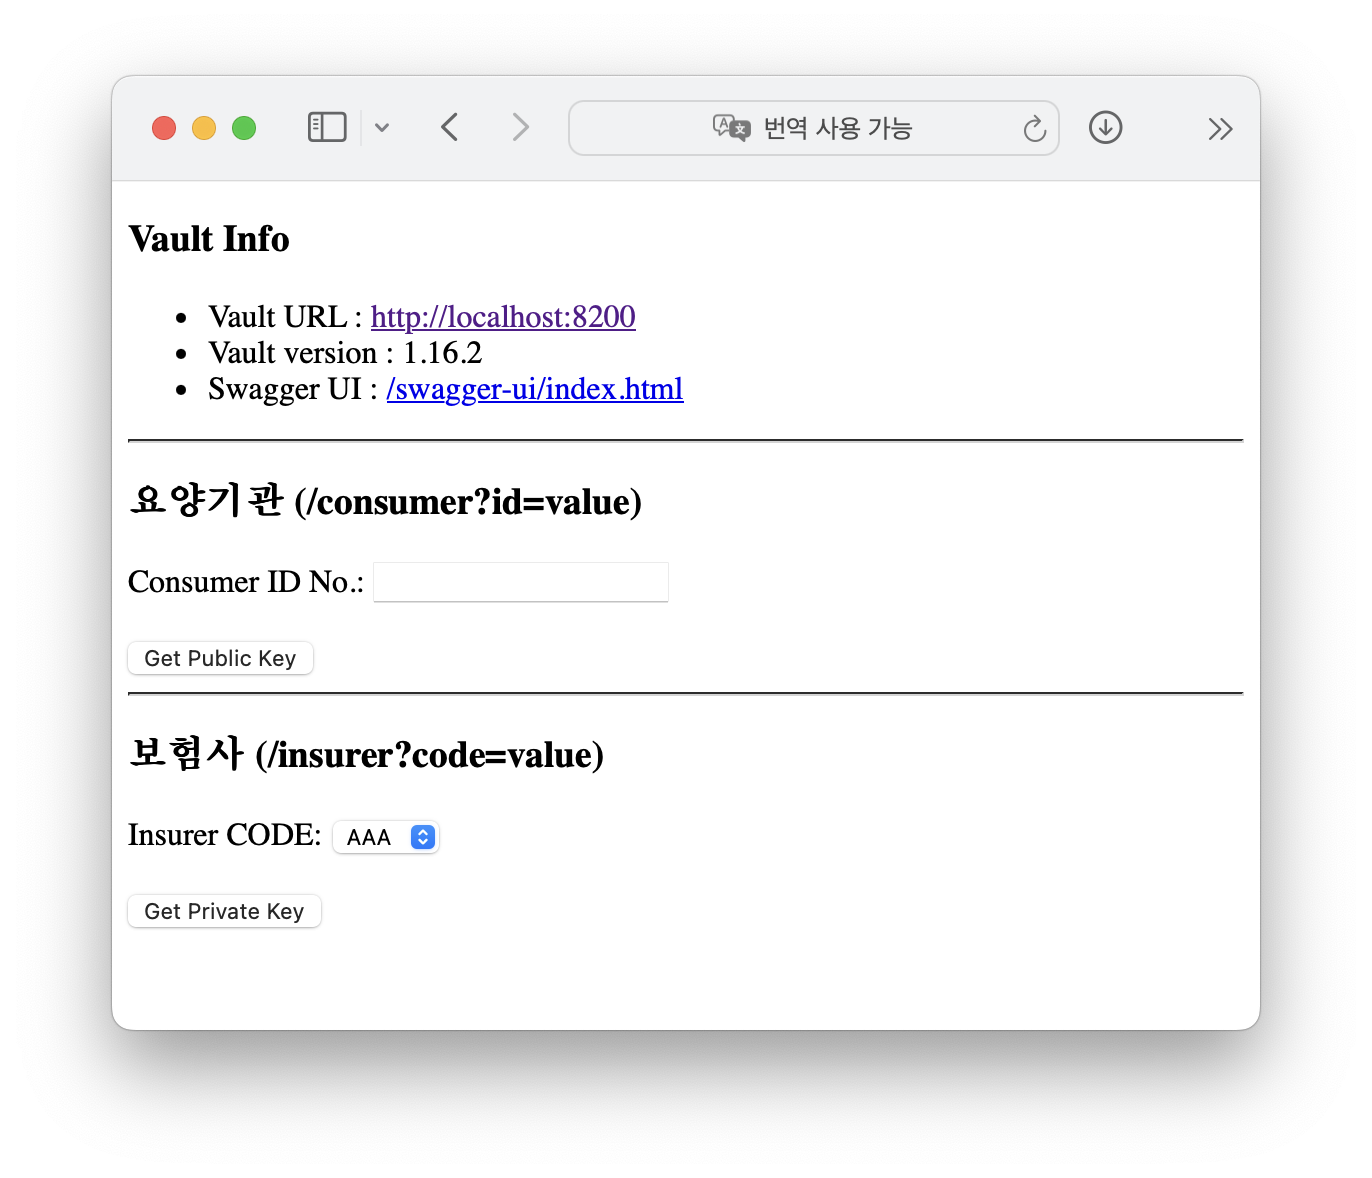 번역 사용 가능
Vault Info
Vault URL : http://localhost:8200
Vault version : 1.16.2
Swagger UI : /swagger-ui/index.html
요양기관 (/consumer?id=value)
Consumer ID No.:
Get Public Key
보험사 (/insurer?code=value)
Insurer CODE: AAA
Get Private Key